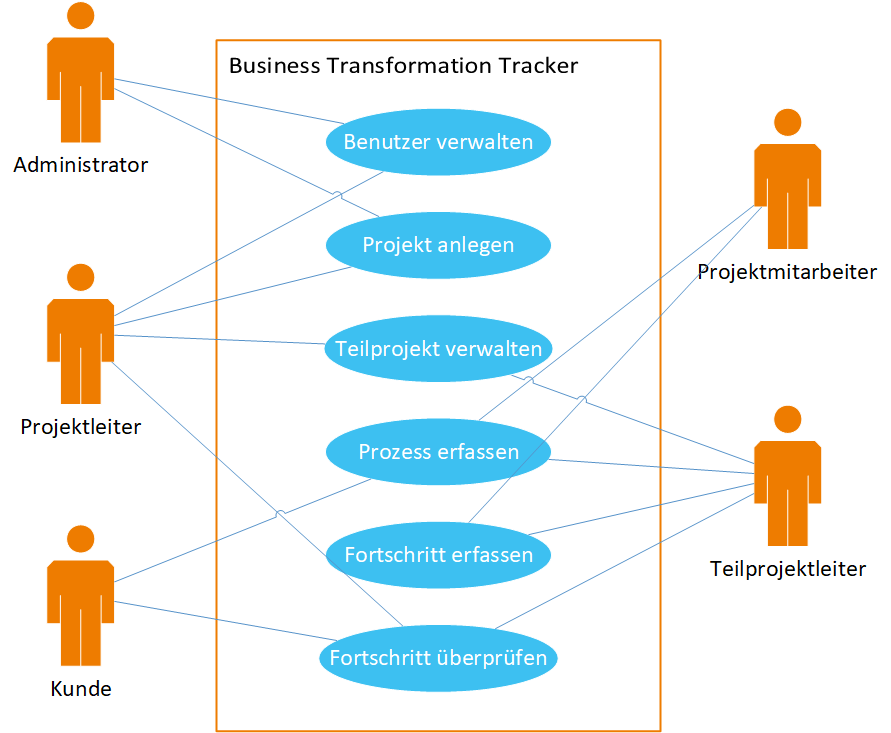 Business Transformation Tracker
Administrator
Benutzer verwalten
Projekt anlegen
Projektmitarbeiter
Teilprojekt verwalten
Projektleiter
Prozess erfassen
Fortschritt erfassen
Teilprojektleiter
Fortschritt überprüfen
Kunde